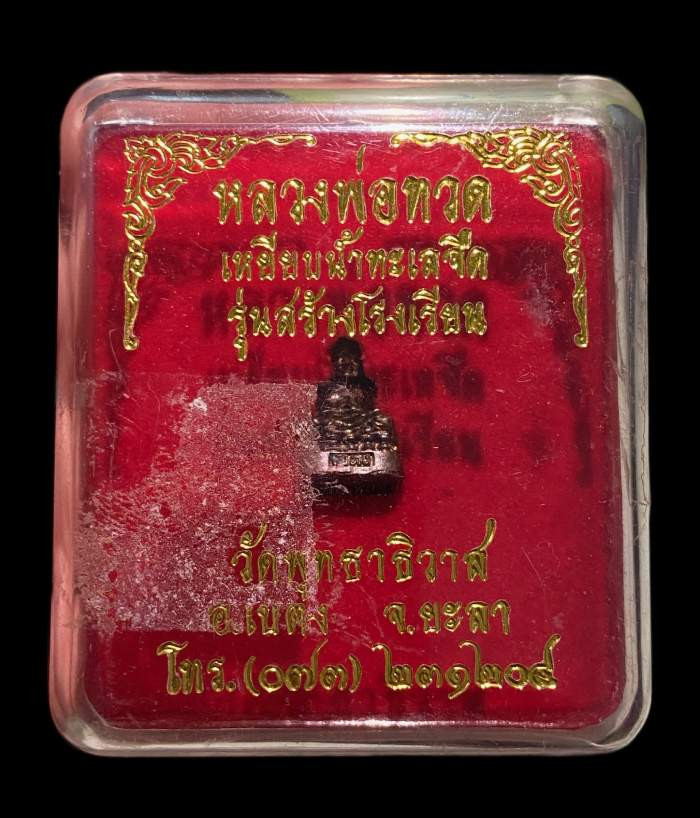 หลวงพ่อทวด
เหยียบน้ำทะเลจืด
รุ่นสร้างโรงเรียน
วัดพุทธาธิวาส
อ.เบตง จ.ยะลา
โทร. (๐๗๓) ๒๓๑๒๐๘